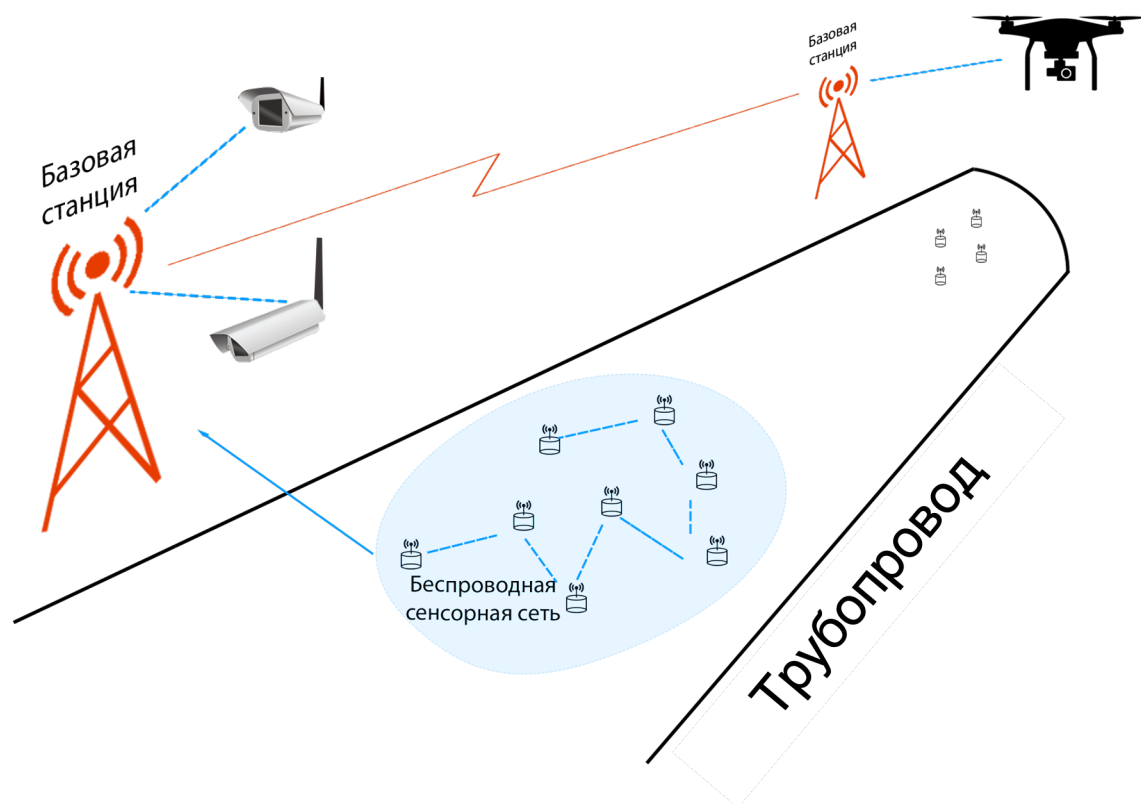 Базовая
станция
Базовая
станция
Беспроводная
сенсорная сеть
Трубопровод